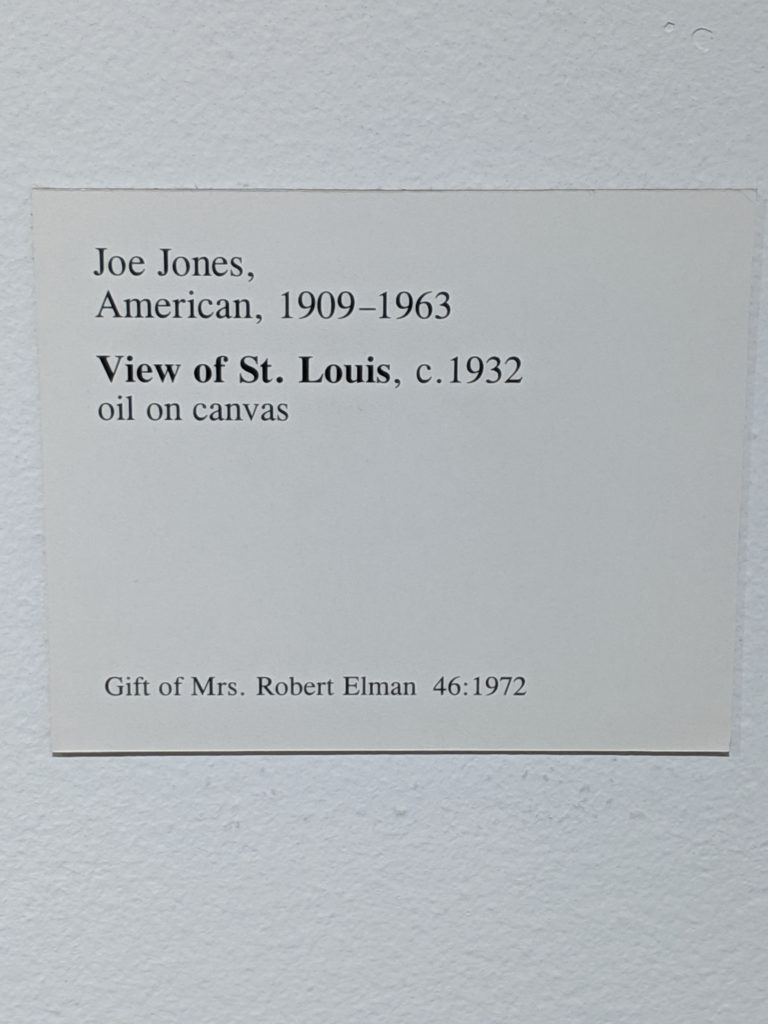 Joe Jones,
American, 1909–1963
View of St. Louis, c.1932
oil on canvas
Gift of Mrs. Robert Elman 46:1972